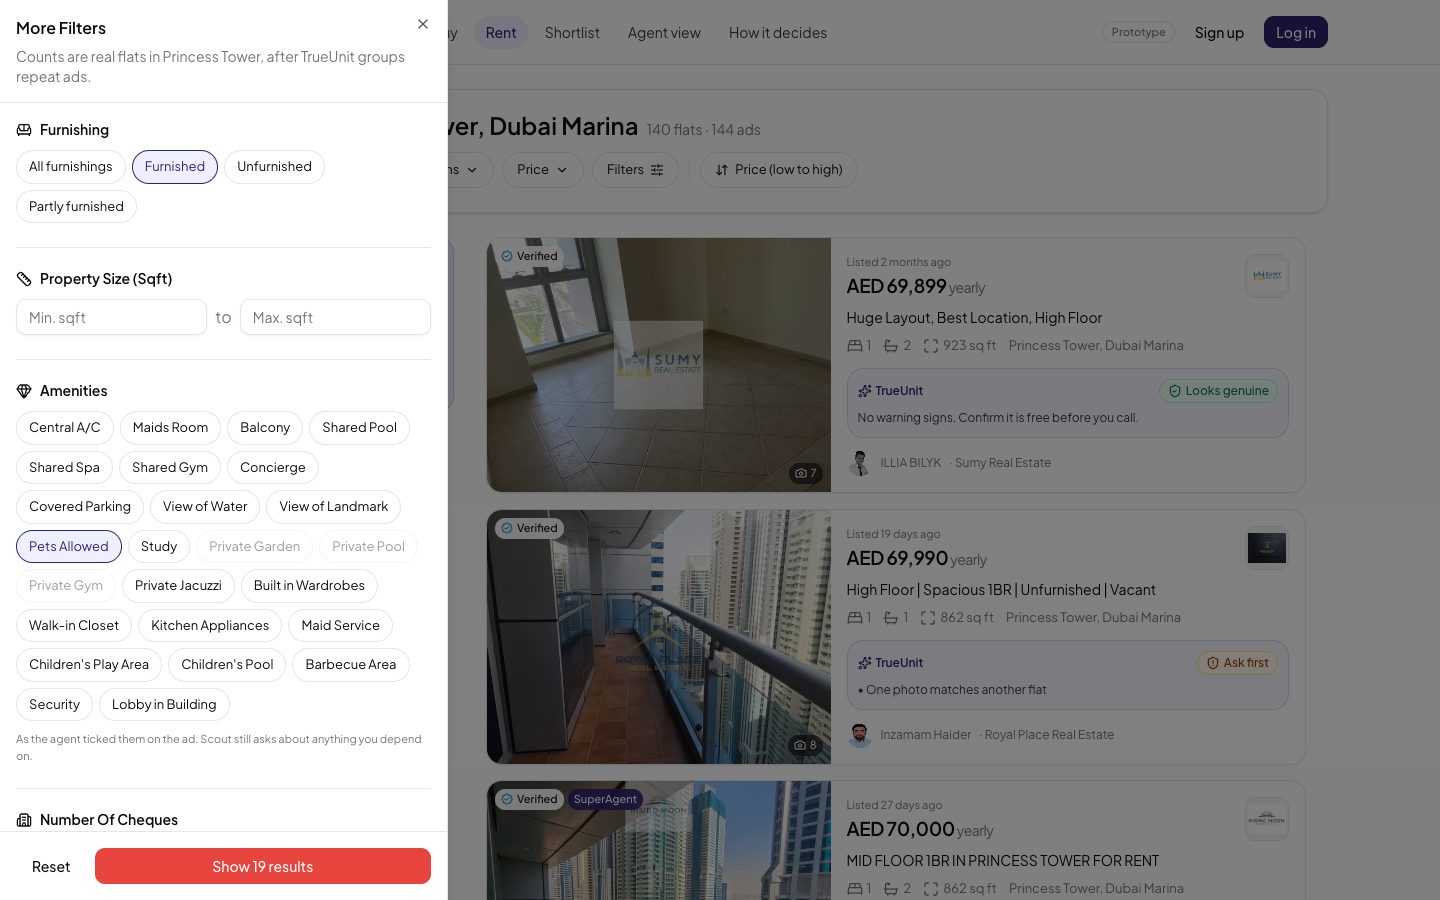 More Filters
Counts are real flats in Princess Tower, after TrueUnit groups
repeat ads.
Furnishing
All furnishings
Furnished
Unfurnished
Partly furnished
Property Size (Sqft)
Min. sqft
to
Max. sqft
Amenities
Central A/C
Maids Room
Balcony
Shared Pool
Shared Spa
Shared Gym
Concierge
Covered Parking
View of Water
View of Landmark
Pets Allowed
Study
Private Garden
Private Pool
Private Gym
Private Jacuzzi
Built in Wardrobes
Walk-in Closet
Kitchen Appliances
Maid Service
Children's Play Area
Children's Pool
Barbecue Area
Security
Lobby in Building
As the agent ticked them on the ad. Scout still asks about anything you depend
on.
Number Of Cheques
Reset
Show 19 results
Rent
Shortlist
Agent view
How it decides
Prototype
Sign up
Log in
Dubai Marina
140 flats · 144 ads
Price
Filters
Price (low to high)
Verified
SUMY
REAL ESTATE
7
Listed 2 months ago
AED 69,899 yearly
Huge Layout, Best Location, High Floor
1 2 923 sq ft Princess Tower, Dubai Marina
TrueUnit
Looks genuine
No warning signs. Confirm it is free before you call.
ILLIA BILYK · Sumy Real Estate
Verified
ROYAL PLACE
REAL ESTATE
8
Listed 19 days ago
AED 69,990 yearly
High Floor | Spacious 1BR | Unfurnished | Vacant
1 1 862 sq ft Princess Tower, Dubai Marina
TrueUnit
Ask first
• One photo matches another flat
Inzamam Haider · Royal Place Real Estate
Verified
SuperAgent
RISING MOON
Listed 27 days ago
AED 70,000 yearly
MID FLOOR 1BR IN PRINCESS TOWER FOR RENT
1 2 862 sq ft Princess Tower, Dubai Marina